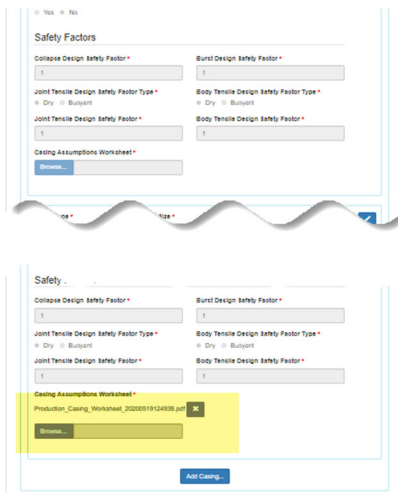 Yes No
Safety Factors
Collapse Design Safety Factor * Burst Design Safety Factor *
1 1
Joint Tensile Design Safety Factor Type * Body Tensile Design Safety Factor Type *
Dry Buoyant Dry Buoyant
Joint Tensile Design Safety Factor * Body Tensile Design Safety Factor *
1 1
Casing Assumptions Worksheet *
Browse...
Size *
Safety
Collapse Design Safety Factor * Burst Design Safety Factor *
1 1
Joint Tensile Design Safety Factor Type * Body Tensile Design Safety Factor Type *
Dry Buoyant Dry Buoyant
Joint Tensile Design Safety Factor * Body Tensile Design Safety Factor *
1 1
Casing Assumptions Worksheet *
Production_Casing_Worksheet_20200519124938.pdf
Browse...
Add Casing...